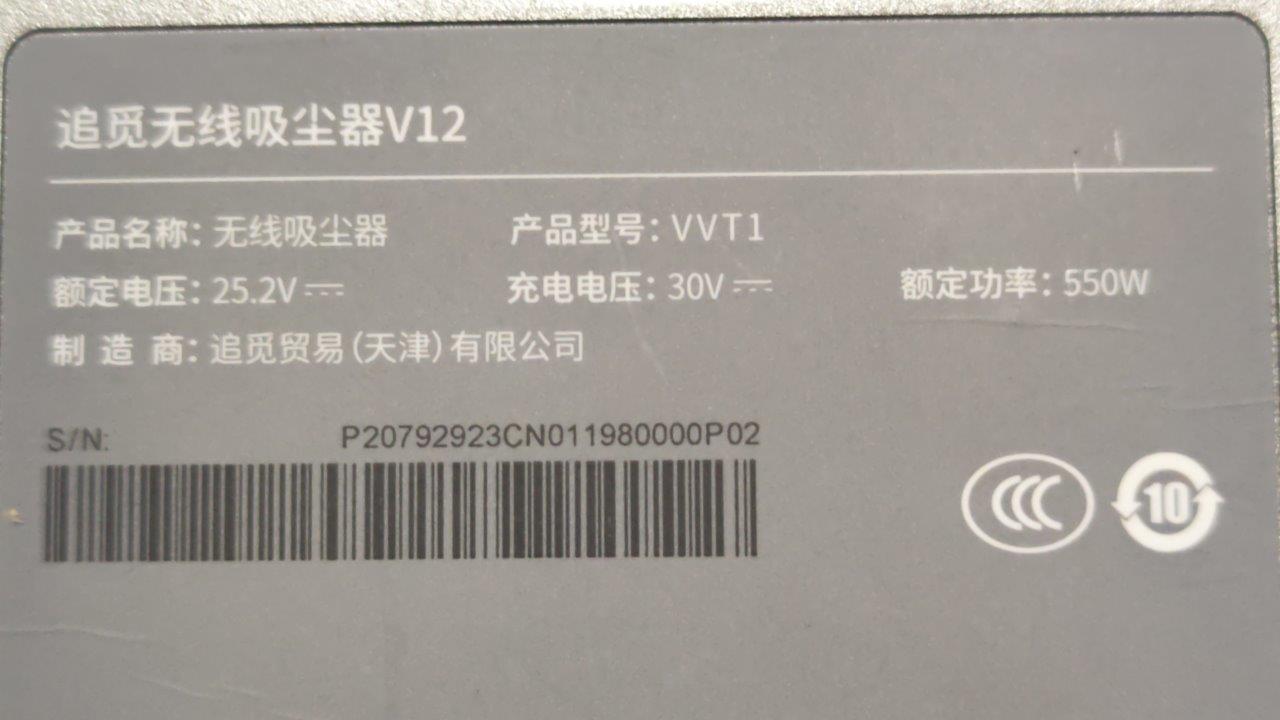 追觅无线吸尘器V12
产品名称：无线吸尘器 产品型号：VVT1
额定电压：25.2V⎓ 充电电压：30V⎓ 额定功率：550W
制 造 商：追觅贸易(天津)有限公司
S/N: P20792923CN011980000P02
CCC 10